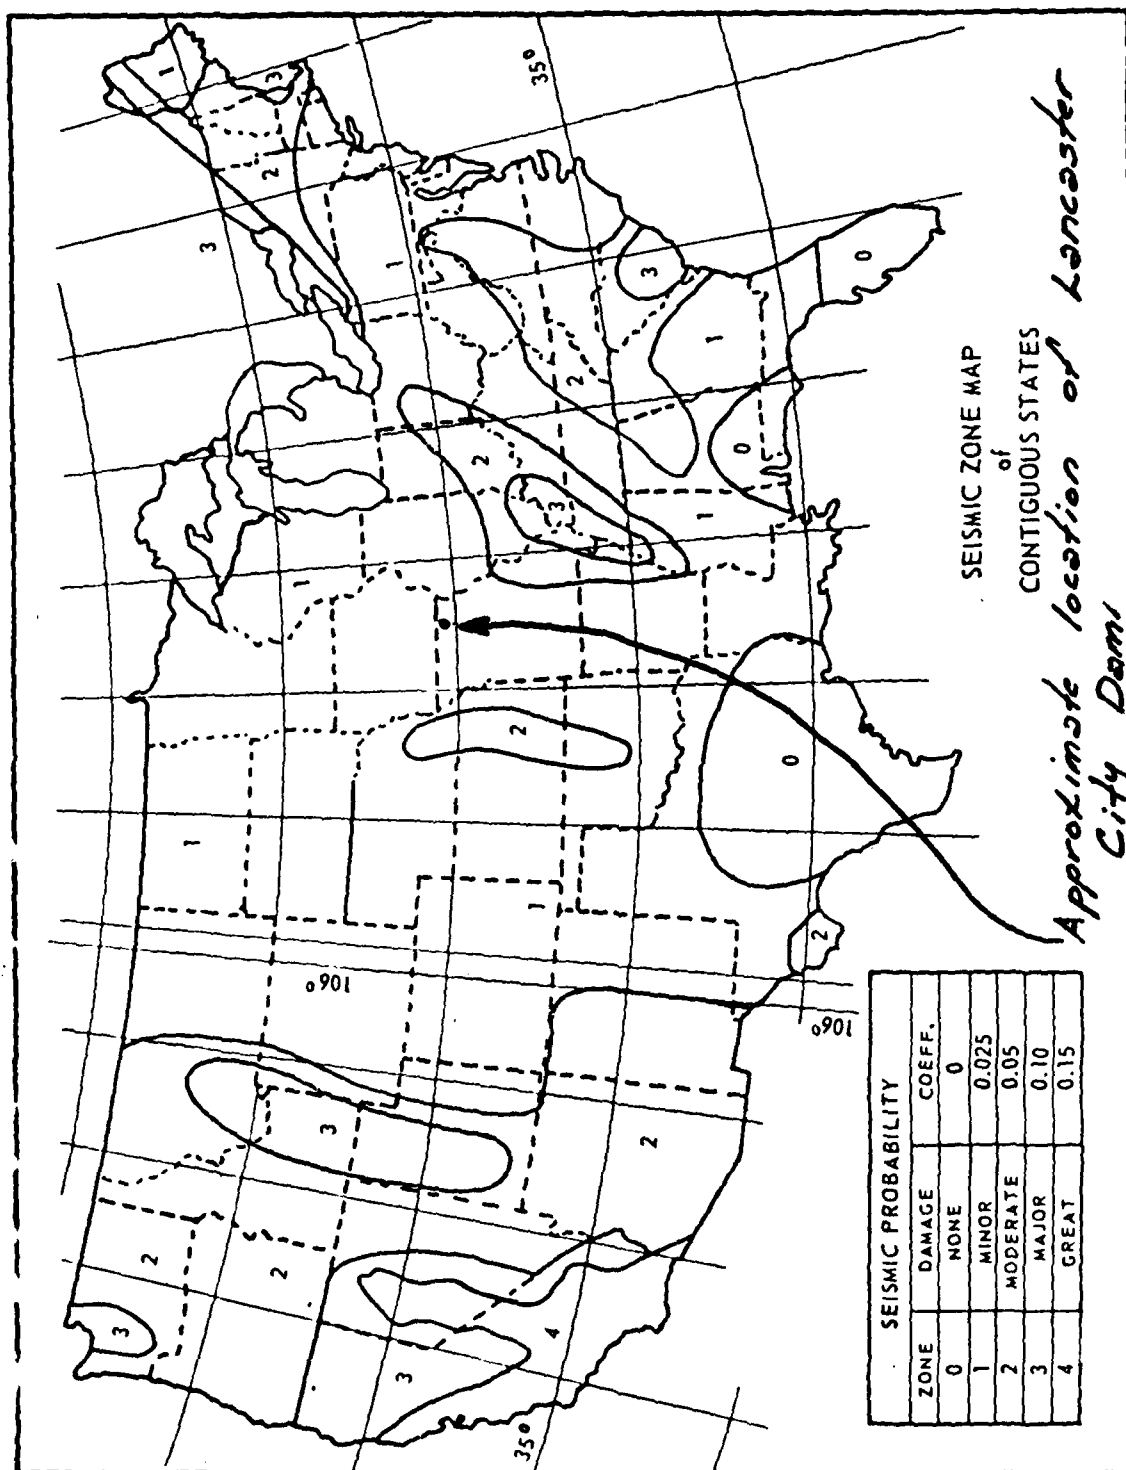 1
3
3
2
1
35°
3
1
0
2
1
2
0
3
1
1
2
0
1
1
2
106°
106°
3
2
2
2
3
3
4
35°
SEISMIC ZONE MAP
of
CONTIGUOUS STATES
Approximate location of Lancaster
City Dam
SEISMIC PROBABILITY
ZONE DAMAGE COEFF.
0 NONE 0
1 MINOR 0.025
2 MODERATE 0.05
3 MAJOR 0.10
4 GREAT 0.15